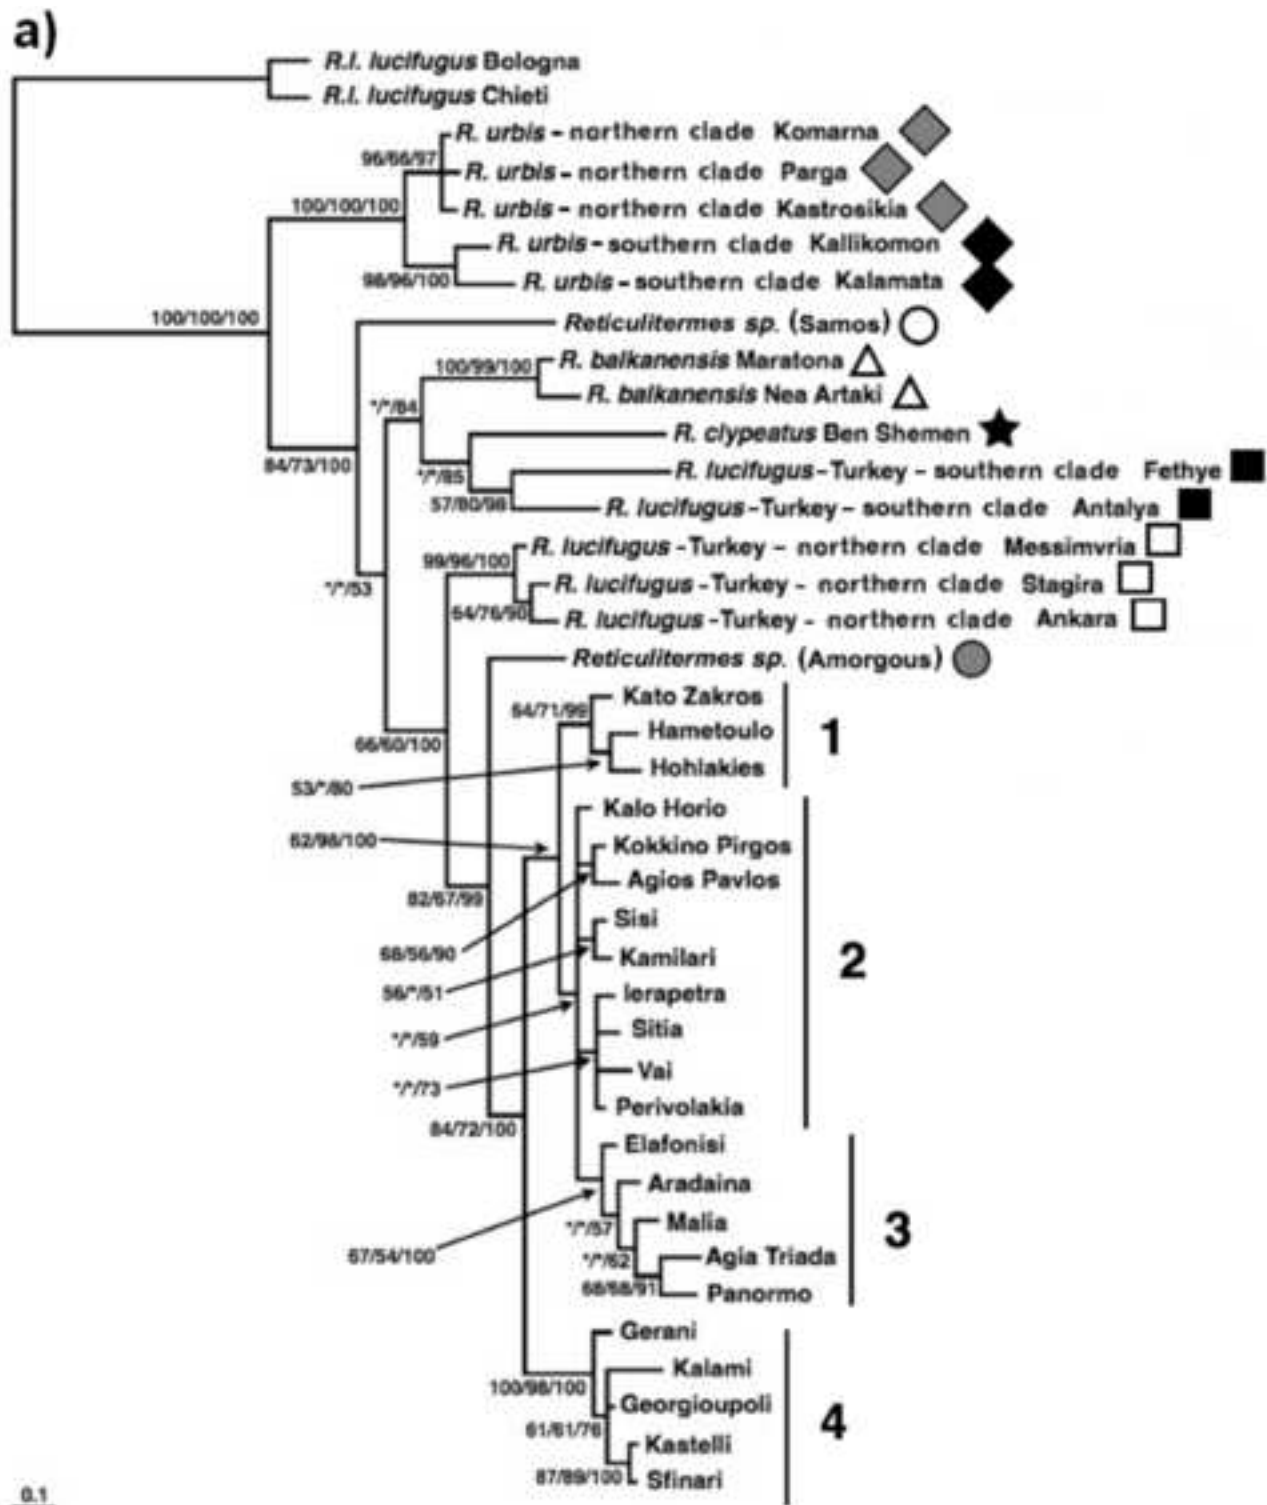 a)
R.l. lucifugus Bologna
R.l. lucifugus Chieti
R. urbis - northern clade Komarna
96/66/97
R. urbis - northern clade Parga
100/100/100
R. urbis - northern clade Kastrosikia
R. urbis - southern clade Kallikomon
98/96/100
R. urbis - southern clade Kalamata
100/100/100
Reticulitermes sp. (Samos)
100/99/100
R. balkanensis Maratona
R. balkanensis Nea Artaki
*/*/84
R. clypeatus Ben Shemen
84/73/100
R. lucifugus-Turkey - southern clade Fethye
*/*/85
57/80/98
R. lucifugus-Turkey - southern clade Antalya
R. lucifugus-Turkey - northern clade Messimvria
99/96/100
*/*/53
R. lucifugus-Turkey - northern clade Stagira
64/76/90
R. lucifugus-Turkey - northern clade Ankara
Reticulitermes sp. (Amorgous)
Kato Zakros
64/71/99
Hametoulo
1
66/60/100
Hohlakies
53/*/80
Kalo Horio
62/98/100
Kokkino Pirgos
Agios Pavlos
82/67/99
Sisi
68/56/90
Kamilari
2
56/*/51
Ierapetra
*/*/59
Sitia
Vai
*/*/73
Perivolakia
84/72/100
Elafonisi
Aradaina
*/*/57
Malia
3
67/54/100
*/*/62
Agia Triada
68/68/91
Panormo
Gerani
Kalami
100/98/100
Georgioupoli
4
61/61/76
Kastelli
87/89/100
Sfinari
0.1